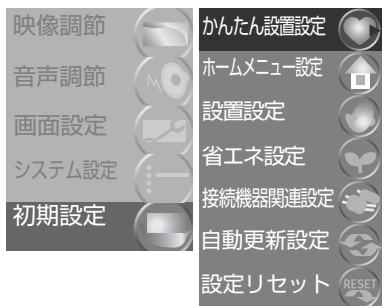 映像調節
音声調節
画面設定
システム設定
初期設定
かんたん設置設定
ホームメニュー設定
設置設定
省エネ設定
接続機器関連設定
自動更新設定
設定リセット
RESET